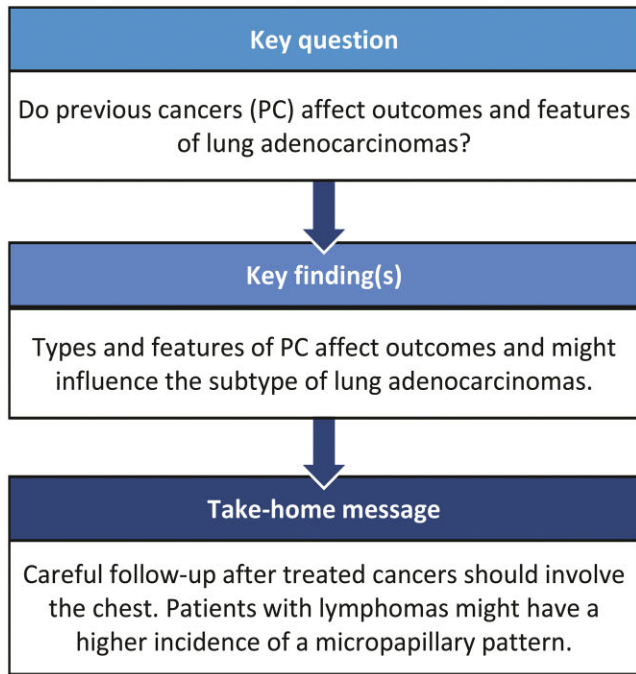 Key question
Do previous cancers (PC) affect outcomes and features
of lung adenocarcinomas?
Key finding(s)
Types and features of PC affect outcomes and might
influence the subtype of lung adenocarcinomas.
Take-home message
Careful follow-up after treated cancers should involve
the chest. Patients with lymphomas might have a
higher incidence of a micropapillary pattern.